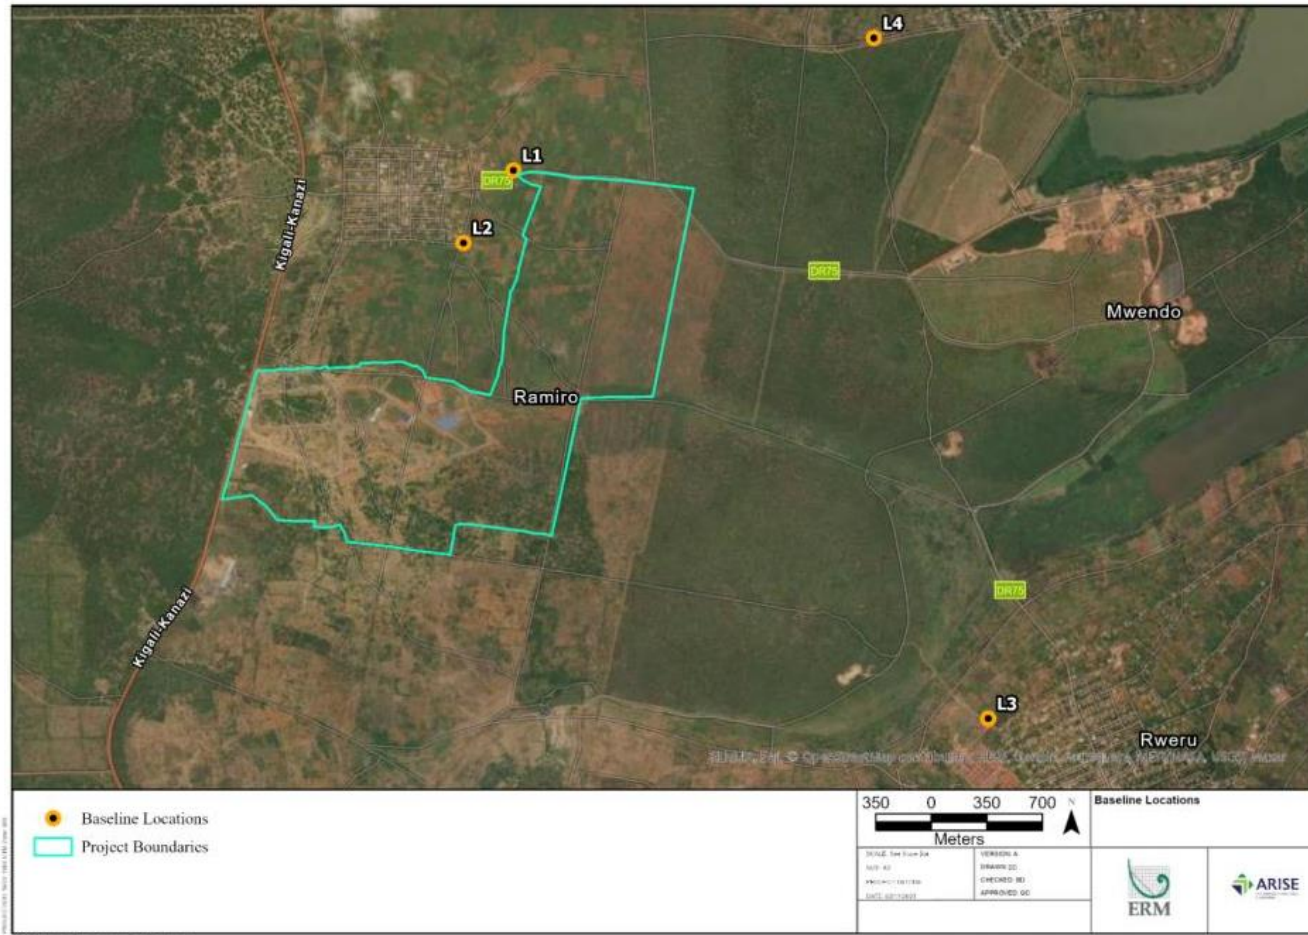 L4
L1
DR75
L2
Kigali-Kanazi
DR75
Mwendo
Ramiro
DR75
Kigali-Kanazi
L3
Rweru
Baseline Locations
Project Boundaries
350 0 350 700 N
Meters
Baseline Locations
VERSION: A
ERM
ARISE